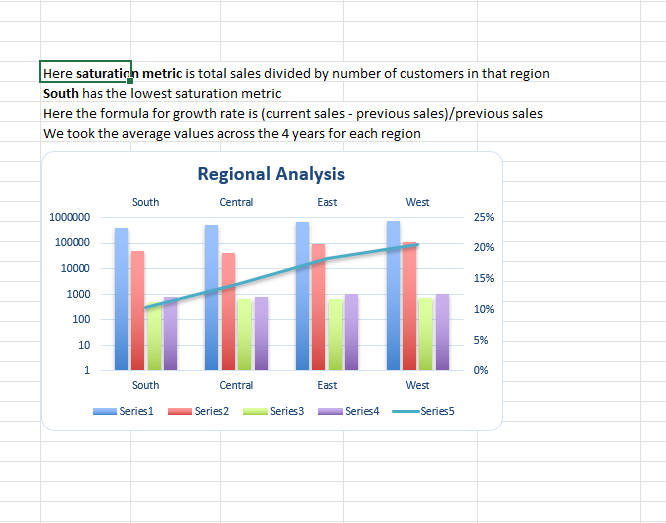 Here saturation metric is total sales divided by number of customers in that region
South has the lowest saturation metric
Here the formula for growth rate is (current sales - previous sales)/previous sales
We took the average values across the 4 years for each region
Regional Analysis
South Central East West
1000000 25%
100000 20%
10000 15%
1000 10%
100 5%
10 0%
1
South Central East West
Series1 Series2 Series3 Series4 Series5